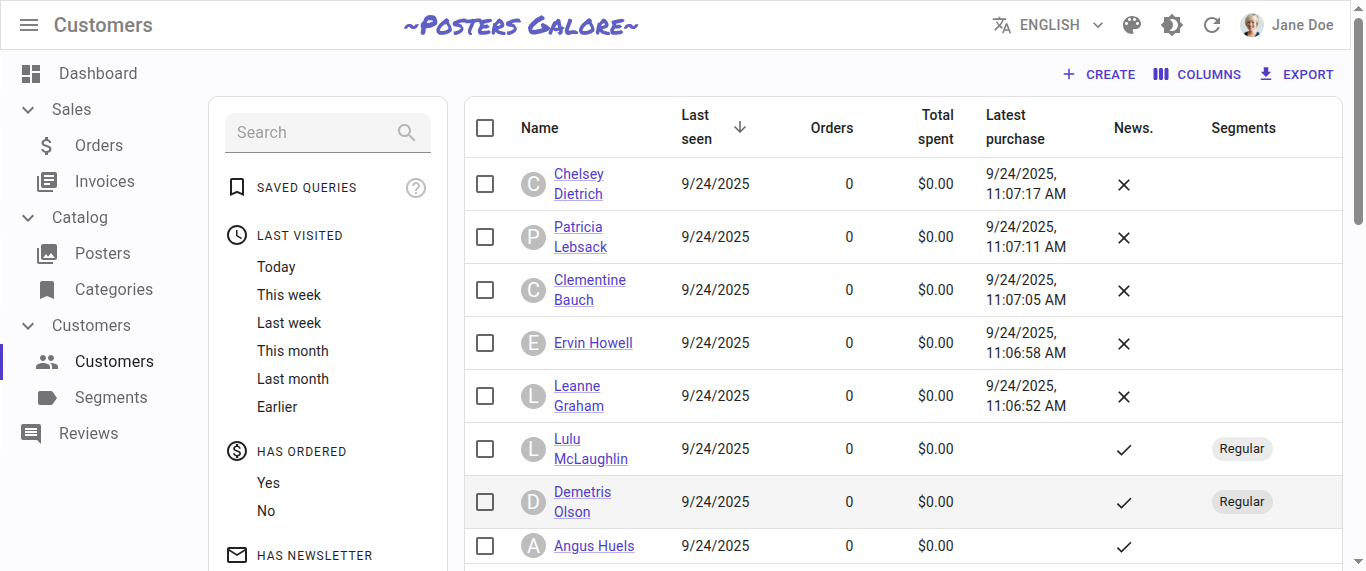 Customers
~Posters Galore~
ENGLISH
Jane Doe
Dashboard
Sales
Orders
Invoices
Catalog
Posters
Categories
Customers
Customers
Segments
Reviews
CREATE
COLUMNS
EXPORT
Search
SAVED QUERIES
?
LAST VISITED
Today
This week
Last week
This month
Last month
Earlier
HAS ORDERED
Yes
No
HAS NEWSLETTER
Name Last seen Orders Total spent Latest purchase News. Segments
C Chelsey Dietrich 9/24/2025 0 $0.00 9/24/2025, 11:07:17 AM
P Patricia Lebsack 9/24/2025 0 $0.00 9/24/2025, 11:07:11 AM
C Clementine Bauch 9/24/2025 0 $0.00 9/24/2025, 11:07:05 AM
E Ervin Howell 9/24/2025 0 $0.00 9/24/2025, 11:06:58 AM
L Leanne Graham 9/24/2025 0 $0.00 9/24/2025, 11:06:52 AM
L Lulu McLaughlin 9/24/2025 0 $0.00 Regular
D Demetris Olson 9/24/2025 0 $0.00 Regular
A Angus Huels 9/24/2025 0 $0.00